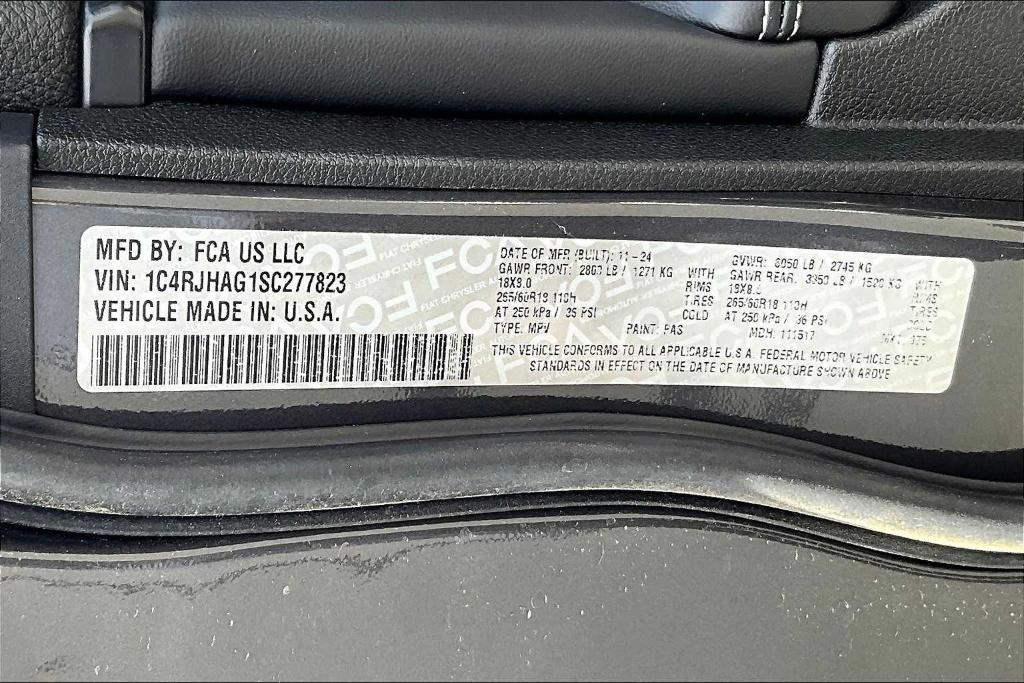 MFD BY: FCA US LLC
VIN: 1C4RJHAG1SC277823
VEHICLE MADE IN: U.S.A.
DATE OF MFR (BUILT): 11-24 GVWR: 6050 LB / 2745 KG
GAWR FRONT: 2800 LB / 1271 KG WITH GAWR REAR: 3350 LB / 1520 KG WITH
18X8.0 RIMS 18X8.0 RIMS
265/60R18 110H TIRES 265/60R18 110H TIRES
AT 250 kPa / 36 PSI COLD AT 250 kPa / 36 PSI COLD
TYPE: MPV PAINT: PAS MDH: 111517
THIS VEHICLE CONFORMS TO ALL APPLICABLE U.S.A. FEDERAL MOTOR VEHICLE SAFETY
STANDARDS IN EFFECT ON THE DATE OF MANUFACTURE SHOWN ABOVE